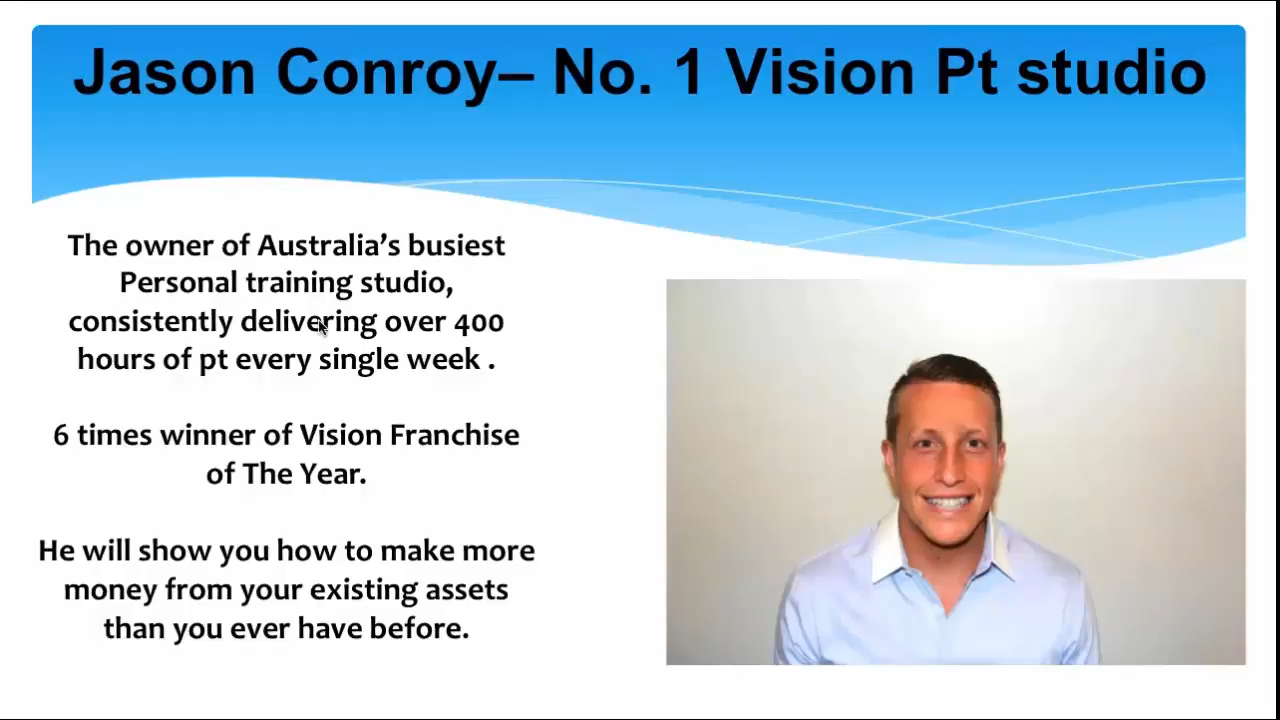 Jason Conroy– No. 1 Vision Pt studio
The owner of Australia’s busiest
Personal training studio,
consistently delivering over 400
hours of pt every single week .
6 times winner of Vision Franchise
of The Year.
He will show you how to make more
money from your existing assets
than you ever have before.